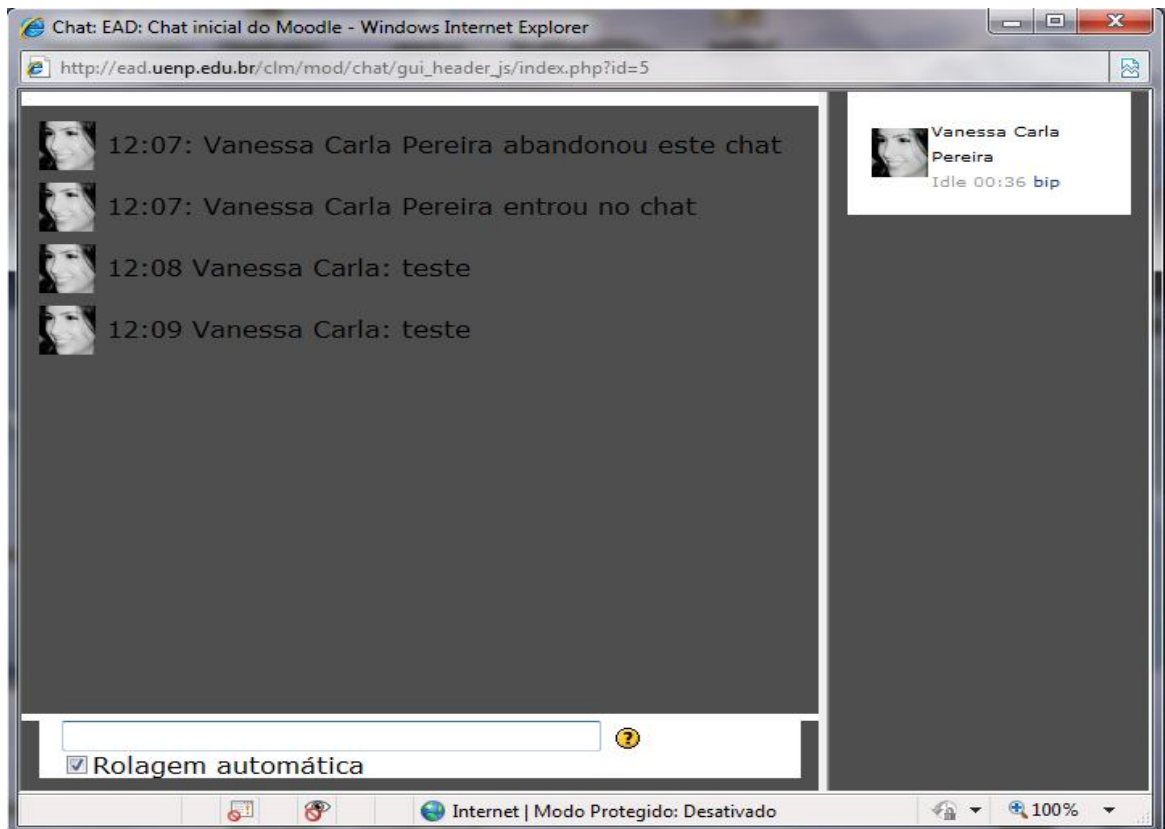 Chat: EAD: Chat inicial do Moodle - Windows Internet Explorer
http://ead.uenp.edu.br/clm/mod/chat/gui_header_js/index.php?id=5
12:07: Vanessa Carla Pereira abandonou este chat
12:07: Vanessa Carla Pereira entrou no chat
12:08 Vanessa Carla: teste
12:09 Vanessa Carla: teste
Vanessa Carla
Pereira
Idle 00:36 bip
?
Rolagem automática
Internet | Modo Protegido: Desativado
100%